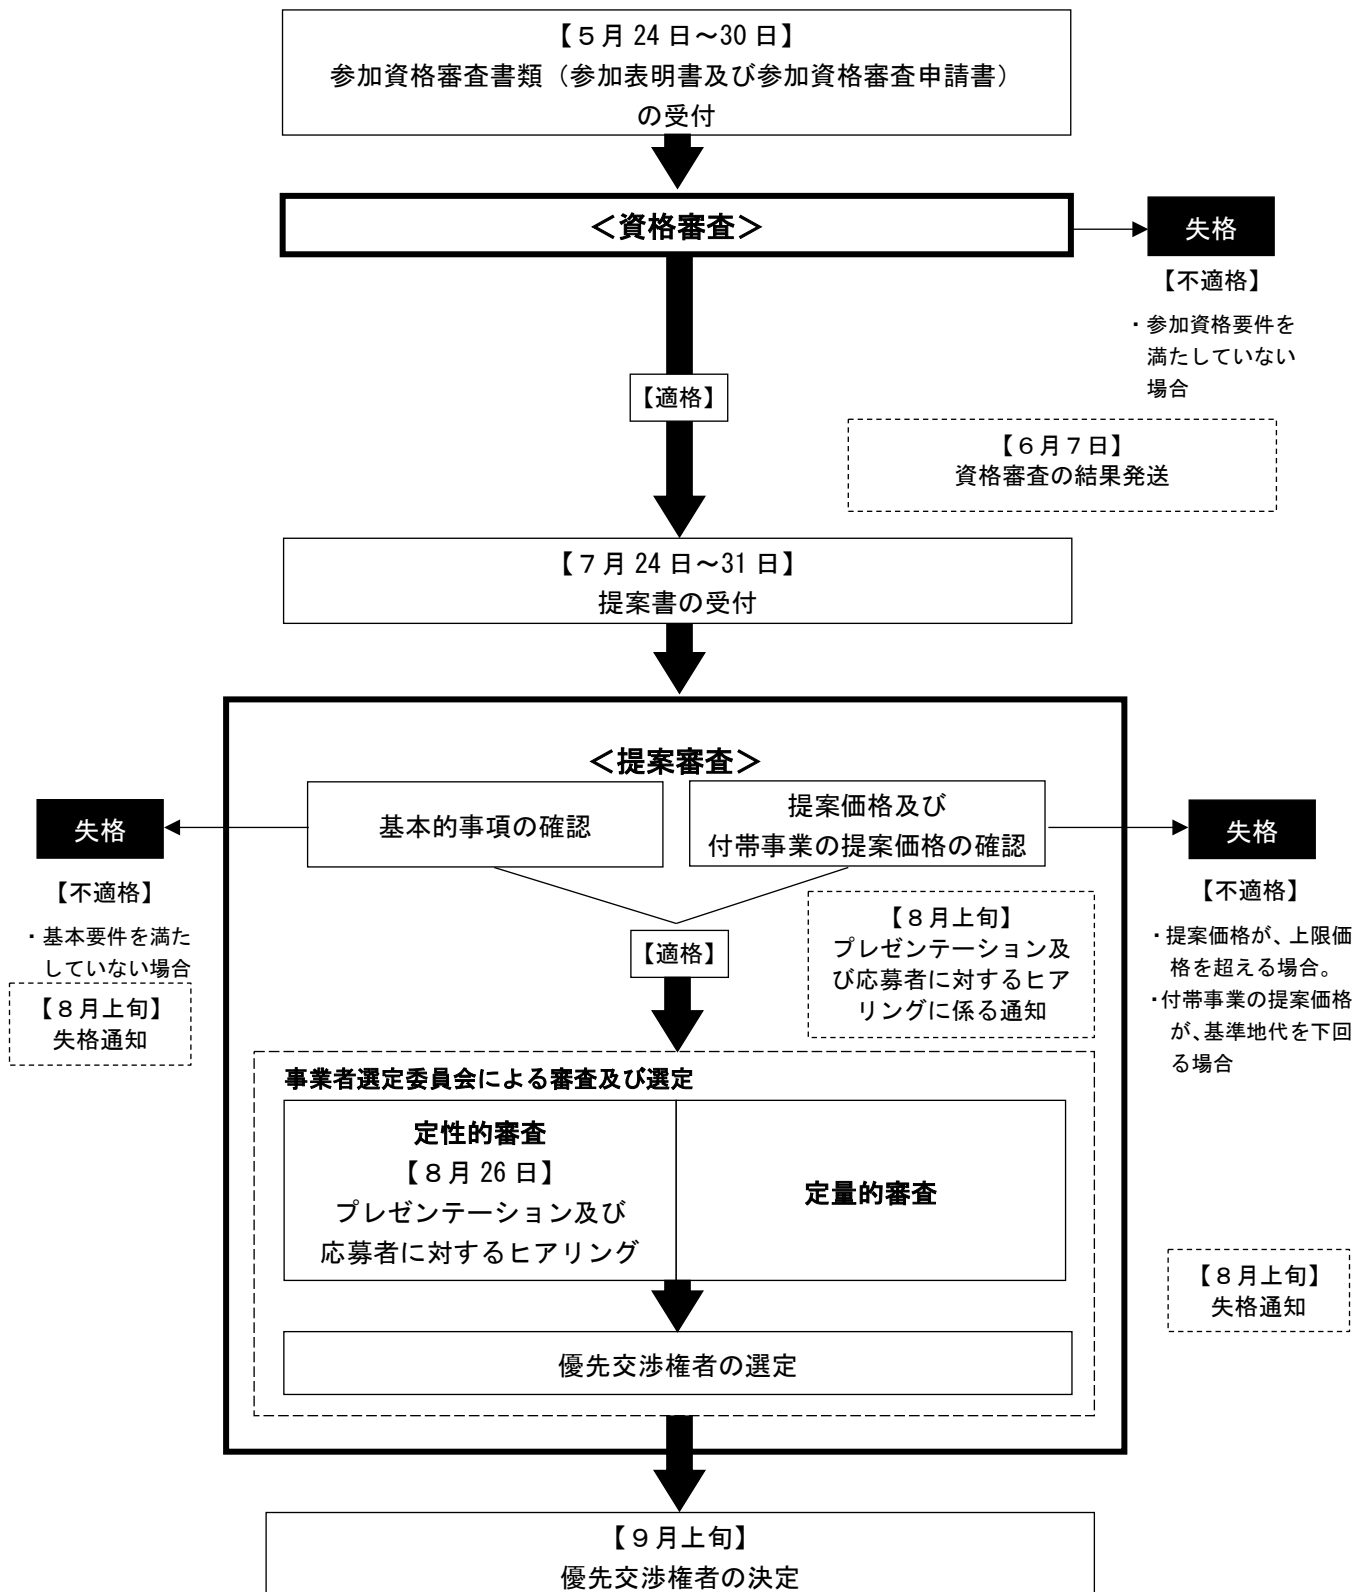 【５月 24 日～30 日】
参加資格審査書類（参加表明書及び参加資格審査申請書）
の受付
＜資格審査＞
失格
【不適格】
・参加資格要件を
満たしていない
場合
【適格】
【６月７日】
資格審査の結果発送
【７月 24 日～31 日】
提案書の受付
＜提案審査＞
基本的事項の確認
提案価格及び
付帯事業の提案価格の確認
失格
【不適格】
・基本要件を満た
していない場合
【８月上旬】
失格通知
失格
【不適格】
・提案価格が、上限価
格を超える場合。
・付帯事業の提案価格
が、基準地代を下回
る場合
【適格】
【８月上旬】
プレゼンテーション及
び応募者に対するヒア
リングに係る通知
事業者選定委員会による審査及び選定
定性的審査
【８月 26 日】
プレゼンテーション及び
応募者に対するヒアリング
定量的審査
【８月上旬】
失格通知
優先交渉権者の選定
【９月上旬】
優先交渉権者の決定